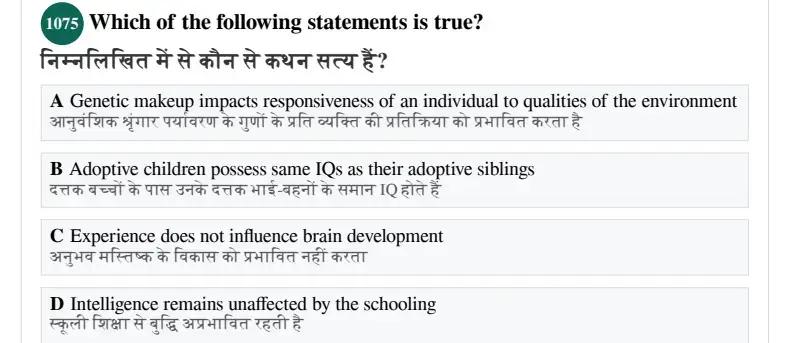 1075 Which of the following statements is true?
निम्नलिखित में से कौन से कथन सत्य हैं?
A Genetic makeup impacts responsiveness of an individual to qualities of the environment
आनुवंशिक श्रृंगार पर्यावरण के गुणों के प्रति व्यक्ति की प्रतिक्रिया को प्रभावित करता है
B Adoptive children possess same IQs as their adoptive siblings
दत्तक बच्चों के पास उनके दत्तक भाई-बहनों के समान IQ होते हैं
C Experience does not influence brain development
अनुभव मस्तिष्क के विकास को प्रभावित नहीं करता
D Intelligence remains unaffected by the schooling
स्कूली शिक्षा से बुद्धि अप्रभावित रहती है